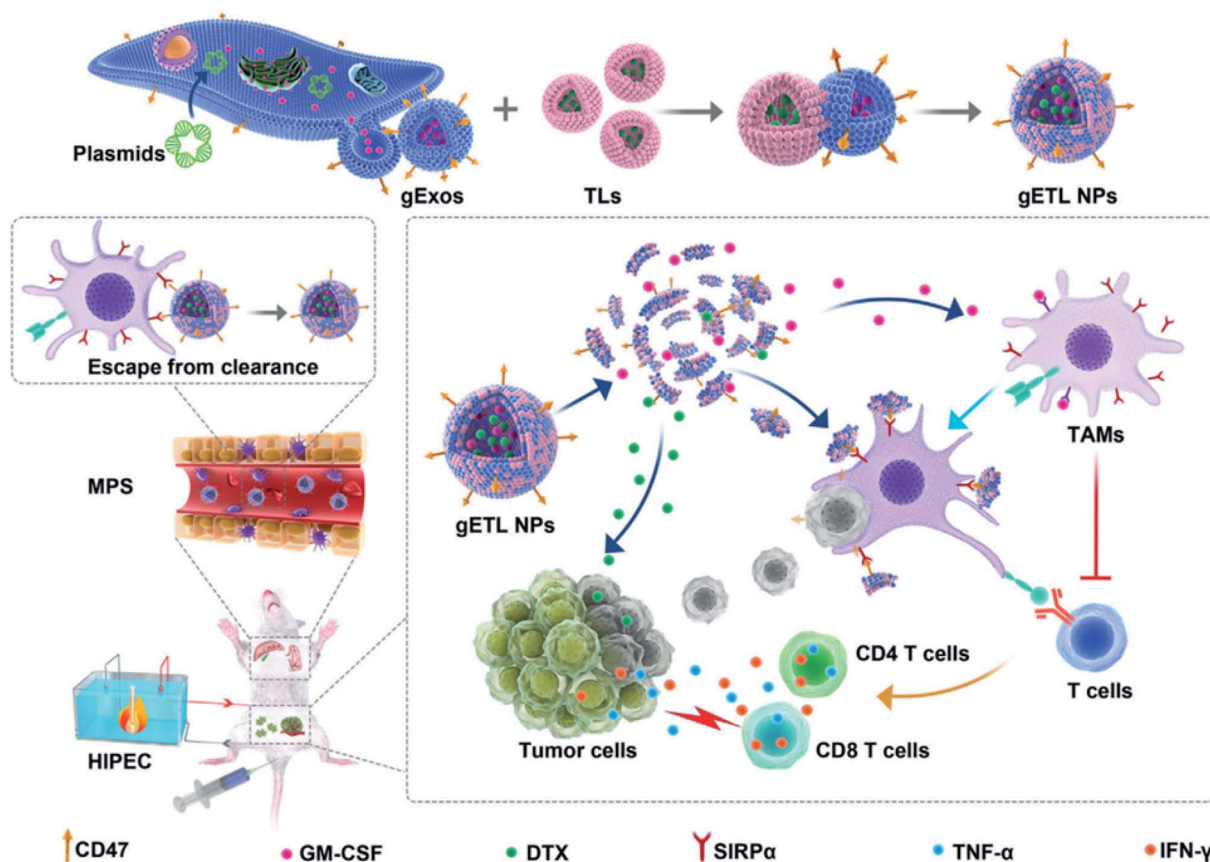 Plasmids
gExos
TLs
gETL NPs
Escape from clearance
MPS
HIPEC
gETL NPs
TAMs
T cells
CD4 T cells
CD8 T cells
Tumor cells
CD47
GM-CSF
DTX
SIRPα
TNF-α
IFN-γ